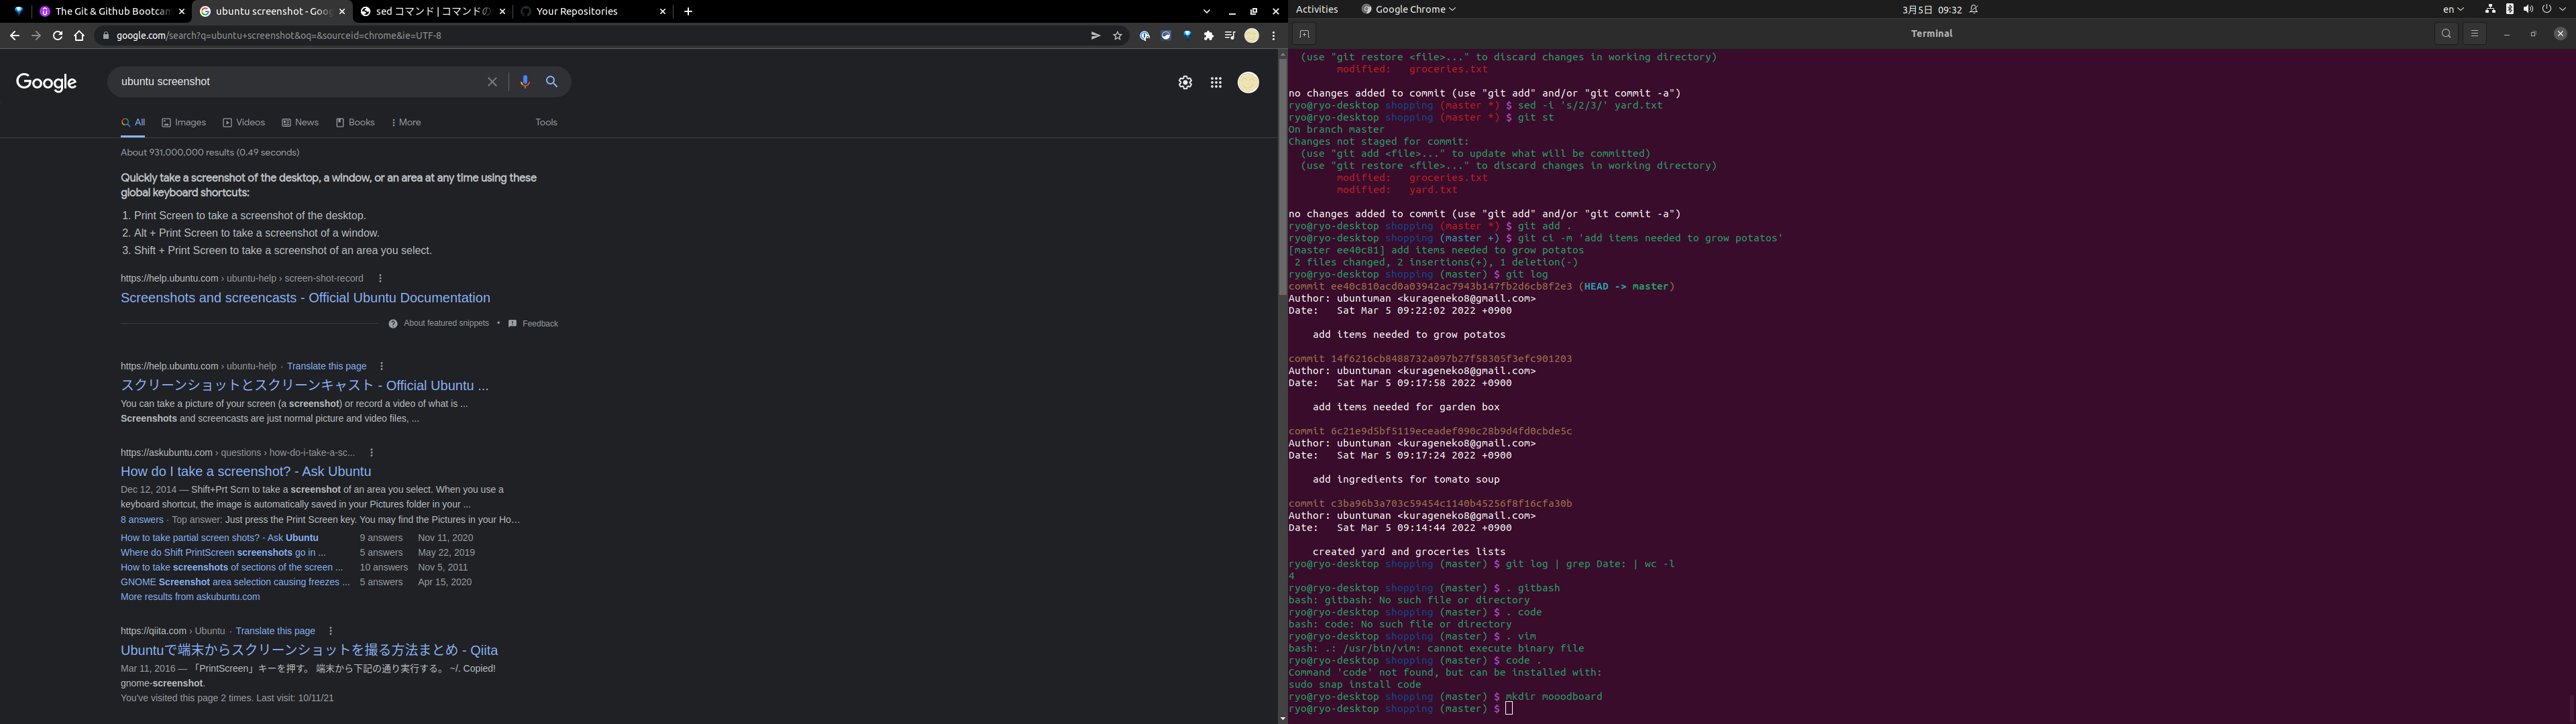 The Git & Github Bootcam
ubuntu screenshot - Goog
sed コマンド | コマンドの
Your Repositories
google.com/search?q=ubuntu+screenshot&oq=&sourceid=chrome&ie=UTF-8
Google
ubuntu screenshot
All
Images
Videos
News
Books
More
Tools
About 931,000,000 results (0.49 seconds)
Quickly take a screenshot of the desktop, a window, or an area at any time using these
global keyboard shortcuts:
1. Print Screen to take a screenshot of the desktop.
2. Alt + Print Screen to take a screenshot of a window.
3. Shift + Print Screen to take a screenshot of an area you select.
https://help.ubuntu.com › ubuntu-help › screen-shot-record
Screenshots and screencasts - Official Ubuntu Documentation
About featured snippets • Feedback
https://help.ubuntu.com › ubuntu-help · Translate this page
スクリーンショットとスクリーンキャスト - Official Ubuntu ...
You can take a picture of your screen (a screenshot) or record a video of what is ...
Screenshots and screencasts are just normal picture and video files, ...
https://askubuntu.com › questions › how-do-i-take-a-sc...
How do I take a screenshot? - Ask Ubuntu
Dec 12, 2014 — Shift+Prt Scrn to take a screenshot of an area you select. When you use a
keyboard shortcut, the image is automatically saved in your Pictures folder in your ...
8 answers · Top answer: Just press the Print Screen key. You may find the Pictures in your Ho…
How to take partial screen shots? - Ask Ubuntu 9 answers Nov 11, 2020
Where do Shift PrintScreen screenshots go in ... 5 answers May 22, 2019
How to take screenshots of sections of the screen ... 10 answers Nov 5, 2011
GNOME Screenshot area selection causing freezes ... 5 answers Apr 15, 2020
More results from askubuntu.com
https://qiita.com › Ubuntu · Translate this page
Ubuntuで端末からスクリーンショットを撮る方法まとめ - Qiita
Mar 11, 2016 — 「PrintScreen」キーを押す。 端末から下記の通り実行する。 ~/. Copied!
gnome-screenshot.
You've visited this page 2 times. Last visit: 10/11/21
Activities
Google Chrome
3月5日 09:32
en
Terminal
(use "git restore <file>..." to discard changes in working directory)
modified: groceries.txt
no changes added to commit (use "git add" and/or "git commit -a")
ryo@ryo-desktop shopping (master *) $ sed -i 's/2/3/' yard.txt
ryo@ryo-desktop shopping (master *) $ git st
On branch master
Changes not staged for commit:
(use "git add <file>..." to update what will be committed)
(use "git restore <file>..." to discard changes in working directory)
modified: groceries.txt
modified: yard.txt
no changes added to commit (use "git add" and/or "git commit -a")
ryo@ryo-desktop shopping (master *) $ git add .
ryo@ryo-desktop shopping (master +) $ git ci -m 'add items needed to grow potatos'
[master ee40c81] add items needed to grow potatos
2 files changed, 2 insertions(+), 1 deletion(-)
ryo@ryo-desktop shopping (master) $ git log
commit ee40c810acd0a03942ac7943b147fb2d6cb8f2e3 (HEAD -> master)
Author: ubuntuman <kurageneko8@gmail.com>
Date: Sat Mar 5 09:22:02 2022 +0900
add items needed to grow potatos
commit 14f6216cb8488732a097b27f58305f3efc901203
Author: ubuntuman <kurageneko8@gmail.com>
Date: Sat Mar 5 09:17:58 2022 +0900
add items needed for garden box
commit 6c21e9d5bf5119eceadef090c28b9d4fd0cbde5c
Author: ubuntuman <kurageneko8@gmail.com>
Date: Sat Mar 5 09:17:24 2022 +0900
add ingredients for tomato soup
commit c3ba96b3a703c59454c1140b45256f8f16cfa30b
Author: ubuntuman <kurageneko8@gmail.com>
Date: Sat Mar 5 09:14:44 2022 +0900
created yard and groceries lists
ryo@ryo-desktop shopping (master) $ git log | grep Date: | wc -l
4
ryo@ryo-desktop shopping (master) $ . gitbash
bash: gitbash: No such file or directory
ryo@ryo-desktop shopping (master) $ . code
bash: code: No such file or directory
ryo@ryo-desktop shopping (master) $ . vim
bash: .: /usr/bin/vim: cannot execute binary file
ryo@ryo-desktop shopping (master) $ code .
Command 'code' not found, but can be installed with:
sudo snap install code
ryo@ryo-desktop shopping (master) $ mkdir mooodboard
ryo@ryo-desktop shopping (master) $